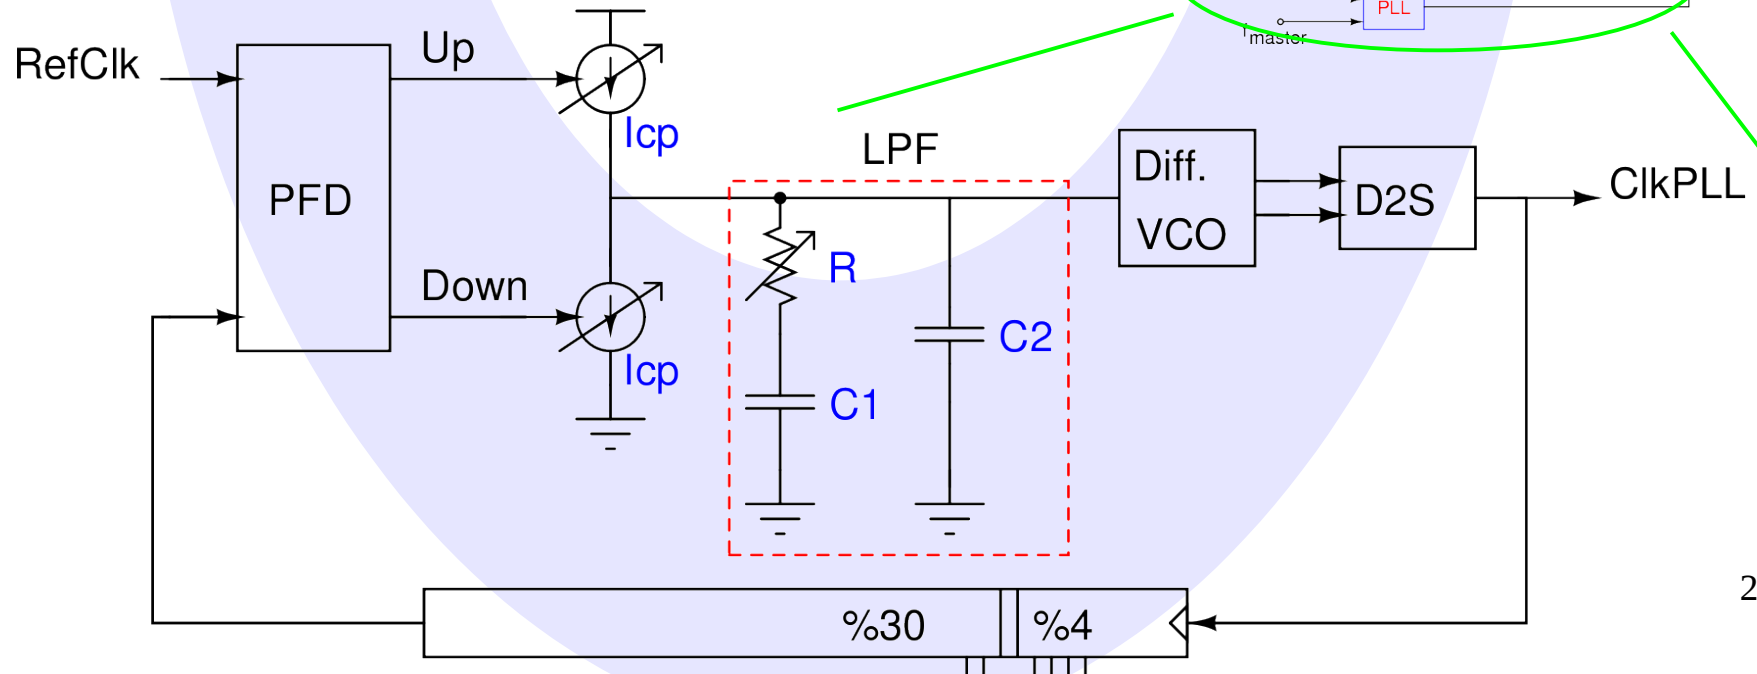 PLL
fmaster
RefClk
Up
Icp
LPF
Diff.
VCO
D2S
ClkPLL
PFD
R
Down
C2
Icp
C1
%30
%4
2